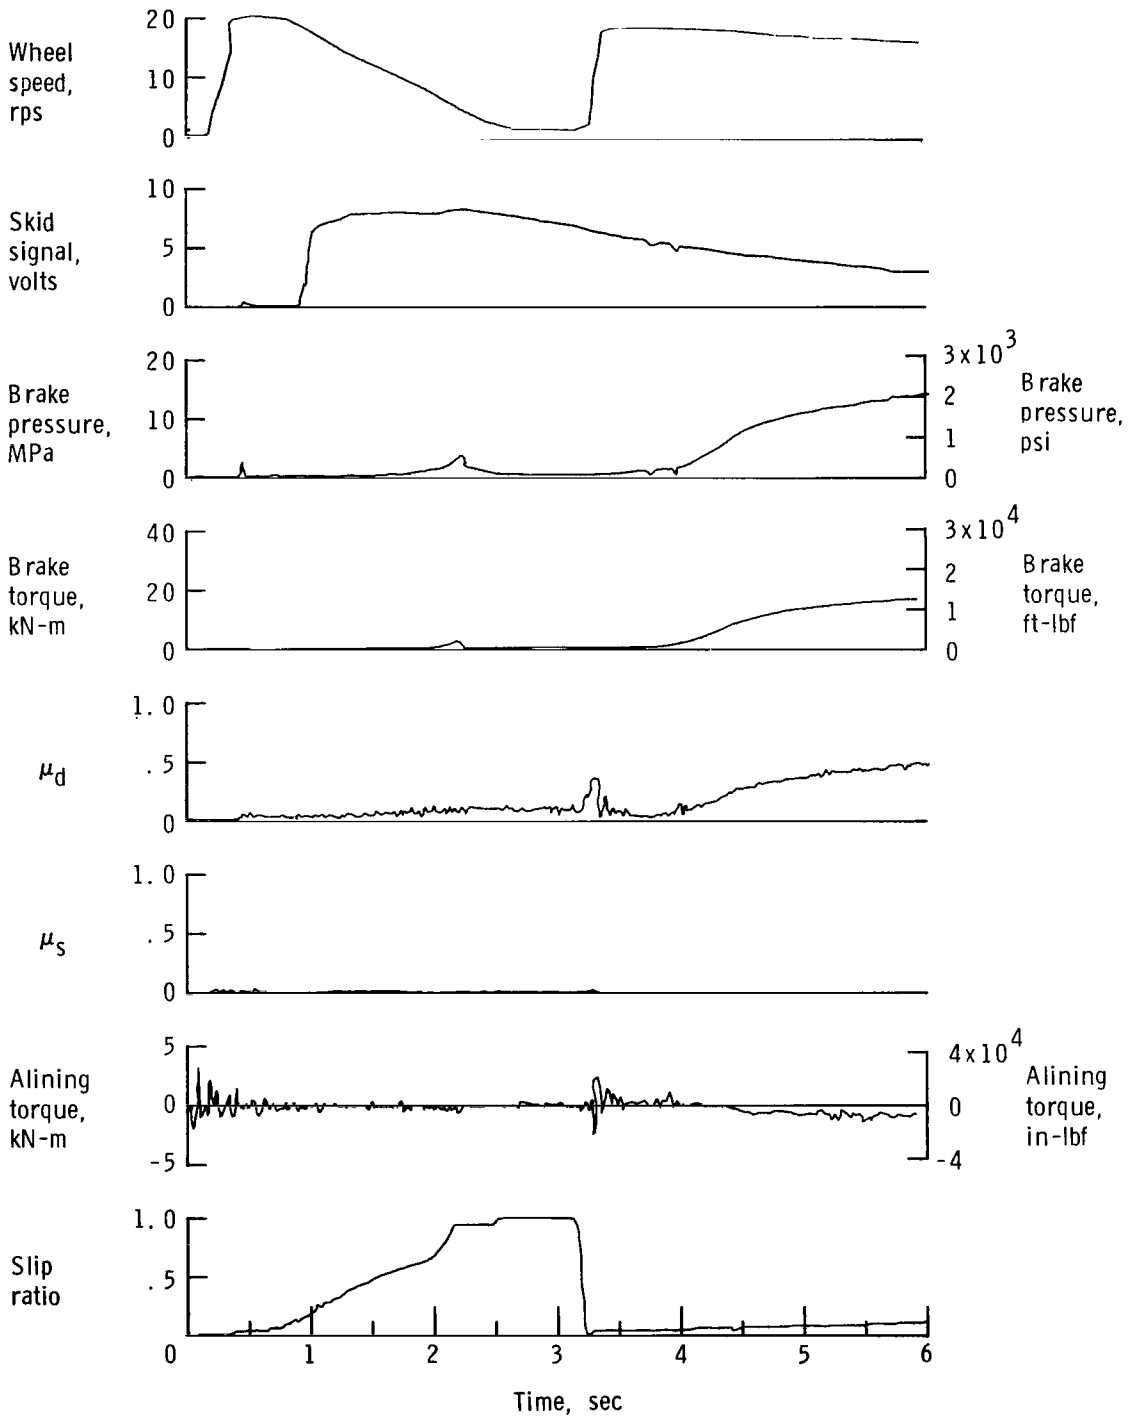 Wheel
speed,
rps
20
10
0
Skid
signal,
volts
10
5
0
Brake
pressure,
MPa
20
10
0
3x10^3
2
1
0
Brake
pressure,
psi
Brake
torque,
kN-m
40
20
0
3x10^4
2
1
0
Brake
torque,
ft-lbf
μd
1.0
.5
0
μs
1.0
.5
0
Alining
torque,
kN-m
5
0
-5
4x10^4
0
-4
Alining
torque,
in-lbf
Slip
ratio
1.0
.5
0 1 2 3 4 5 6
Time, sec